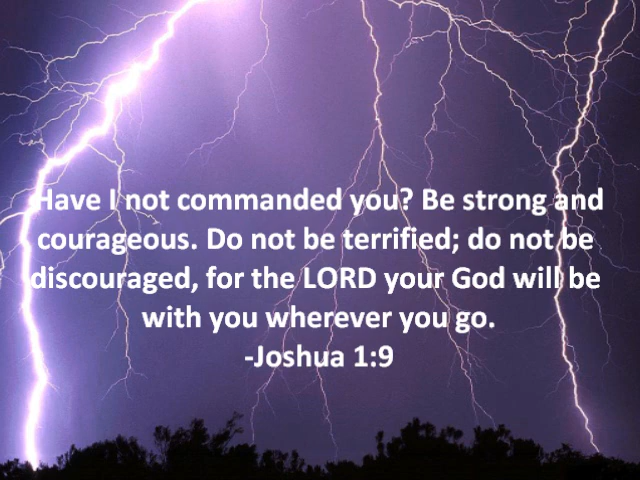 Have I not commanded you? Be strong and
courageous. Do not be terrified; do not be
discouraged, for the LORD your God will be
with you wherever you go.
-Joshua 1:9